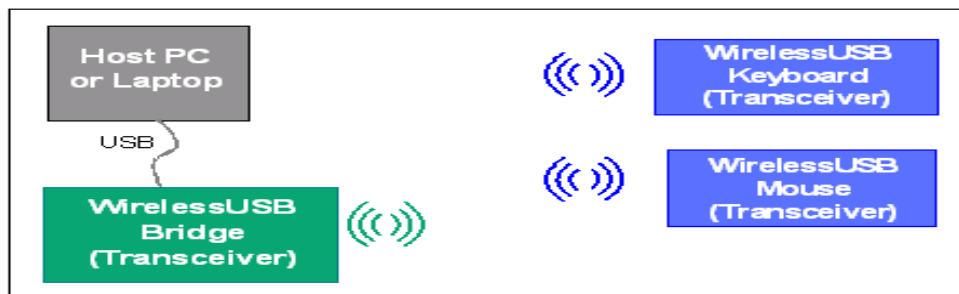 Host PC
or Laptop
USB
WirelessUSB
Bridge
(Transceiver)
WirelessUSB
Keyboard
(Transceiver)
WirelessUSB
Mouse
(Transceiver)